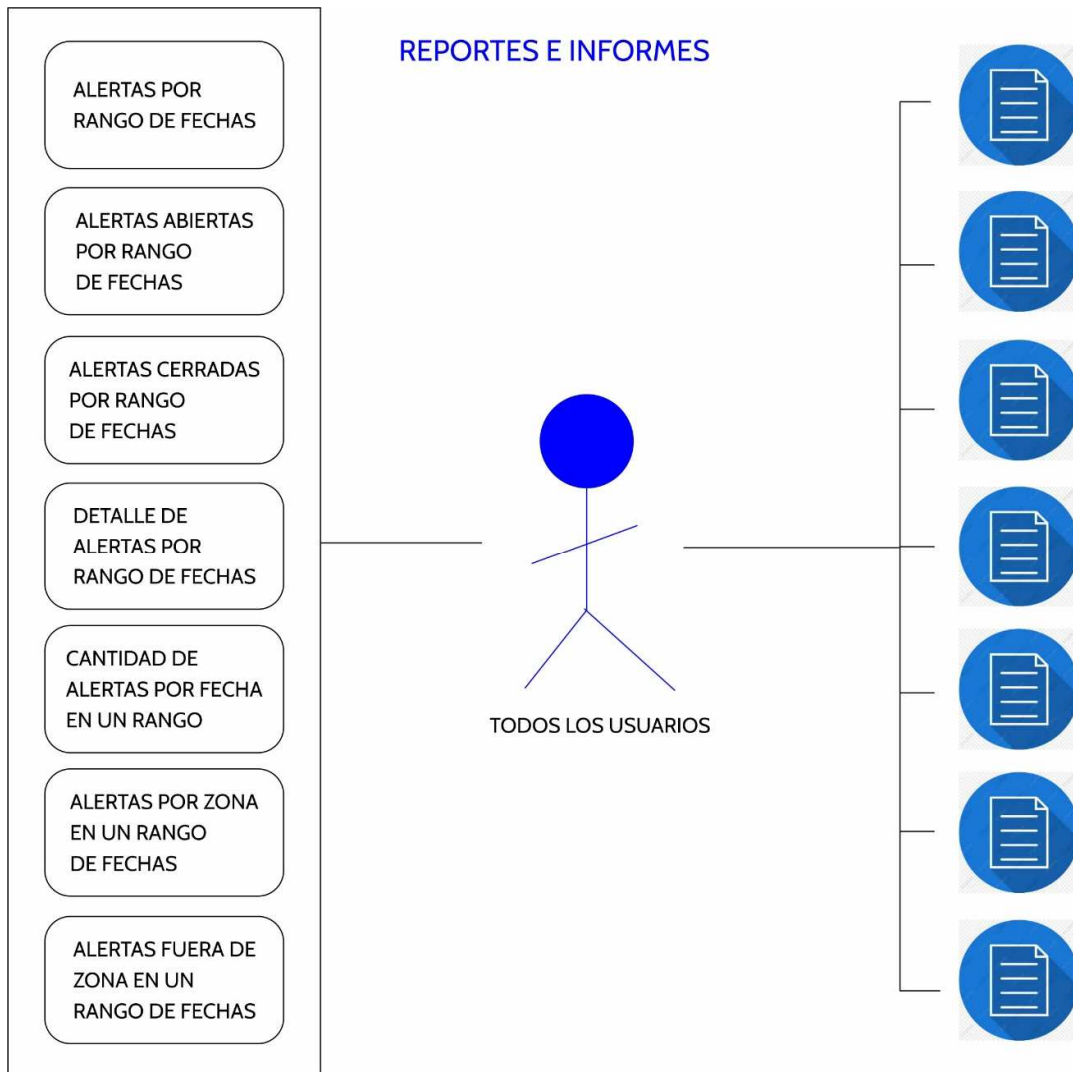 REPORTES E INFORMES
ALERTAS POR
RANGO DE FECHAS
ALERTAS ABIERTAS
POR RANGO
DE FECHAS
ALERTAS CERRADAS
POR RANGO
DE FECHAS
DETALLE DE
ALERTAS POR
RANGO DE FECHAS
CANTIDAD DE
ALERTAS POR FECHA
EN UN RANGO
ALERTAS POR ZONA
EN UN RANGO
DE FECHAS
ALERTAS FUERA DE
ZONA EN UN
RANGO DE FECHAS
TODOS LOS USUARIOS